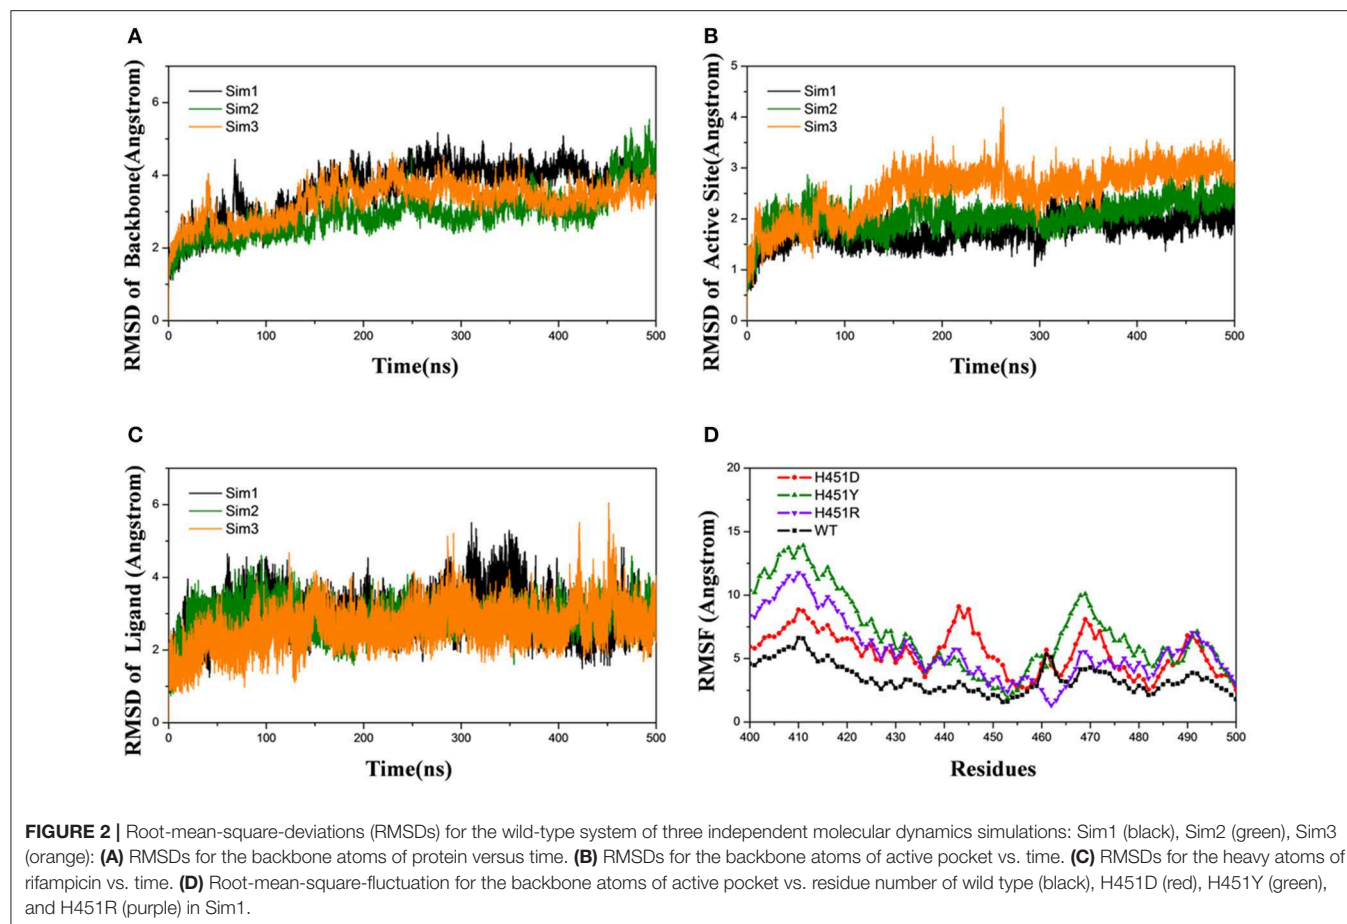 A
RMSD of Backbone(Angstrom)
6
4
2
0
Sim1
Sim2
Sim3
0 100 200 300 400 500
Time(ns)
B
RMSD of Active Site(Angstrom)
5
4
3
2
1
0
Sim1
Sim2
Sim3
0 100 200 300 400 500
Time(ns)
C
RMSD of Ligand (Angstrom)
6
4
2
0
Sim1
Sim2
Sim3
0 100 200 300 400 500
Time(ns)
D
RMSF (Angstrom)
20
15
10
5
0
H451D
H451Y
H451R
WT
400 410 420 430 440 450 460 470 480 490 500
Residues
FIGURE 2 | Root-mean-square-deviations (RMSDs) for the wild-type system of three independent molecular dynamics simulations: Sim1 (black), Sim2 (green), Sim3
(orange): (A) RMSDs for the backbone atoms of protein versus time. (B) RMSDs for the backbone atoms of active pocket vs. time. (C) RMSDs for the heavy atoms of
rifampicin vs. time. (D) Root-mean-square-fluctuation for the backbone atoms of active pocket vs. residue number of wild type (black), H451D (red), H451Y (green),
and H451R (purple) in Sim1.